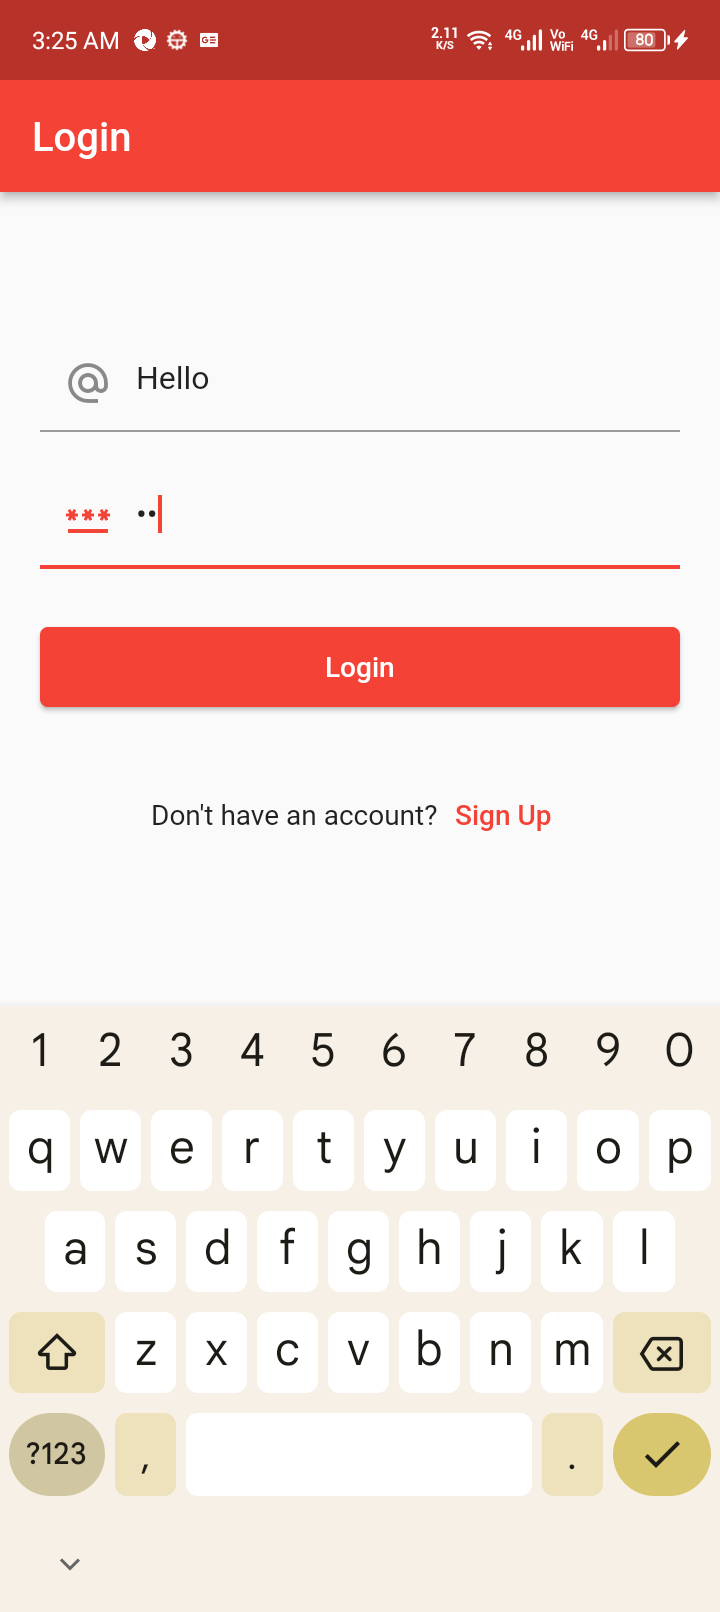 3:25 AM GE 2.11 K/S 4G Vo WiFi 4G 80
Login
@ Hello
*** ••
Login
Don't have an account? Sign Up
1 2 3 4 5 6 7 8 9 0
q w e r t y u i o p
a s d f g h j k l
z x c v b n m
?123 , .